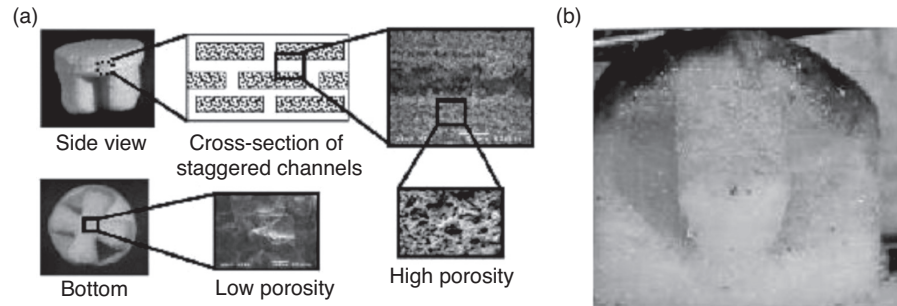 (a)
(b)
Side view
Cross-section of
staggered channels
Bottom
Low porosity
High porosity